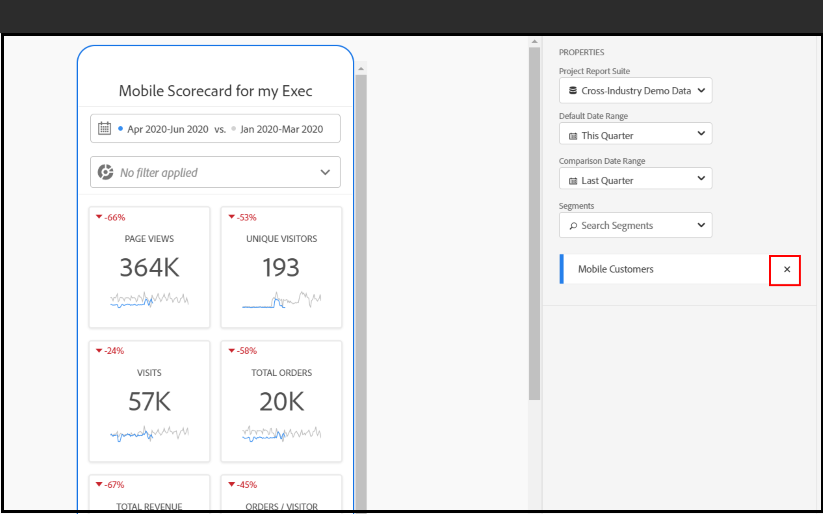 Mobile Scorecard for my Exec
Apr 2020-Jun 2020 vs. Jan 2020-Mar 2020
No filter applied
-66%
PAGE VIEWS
364K
-53%
UNIQUE VISITORS
193
-24%
VISITS
57K
-58%
TOTAL ORDERS
20K
-67%
TOTAL REVENUE
-45%
ORDERS / VISITOR
PROPERTIES
Project Report Suite
Cross-Industry Demo Data
Default Date Range
This Quarter
Comparison Date Range
Last Quarter
Segments
Search Segments
Mobile Customers